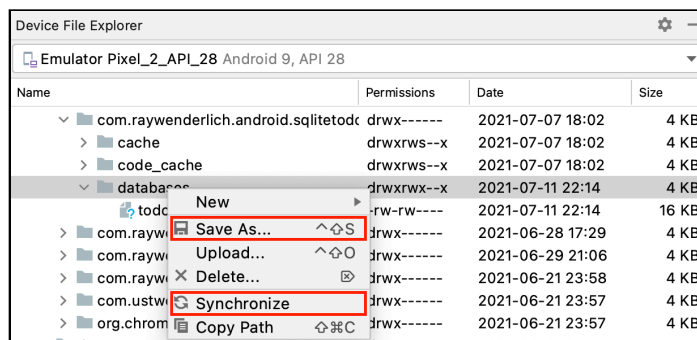 Device File Explorer
Emulator Pixel_2_API_28 Android 9, API 28
Name Permissions Date Size
com.raywenderlich.android.sqlitetodo drwx------ 2021-07-07 18:02 4 KB
cache drwxrws--x 2021-07-07 18:02 4 KB
code_cache drwxrws--x 2021-07-07 18:02 4 KB
databases drwxrwx--x 2021-07-11 22:14 4 KB
New
todo -rw-rw---- 2021-07-11 22:14 16 KB
Save As... ^⇧S
com.raywe drwx------ 2021-06-28 17:29 4 KB
Upload... ^⇧O
com.rayw drwx------ 2021-06-29 21:06 4 KB
Delete... ⌦
com.rayw drwx------ 2021-06-21 23:58 4 KB
Synchronize
com.ustw drwx------ 2021-06-21 23:57 4 KB
Copy Path ⇧⌘C
org.chrom drwx------ 2021-06-21 23:57 4 KB